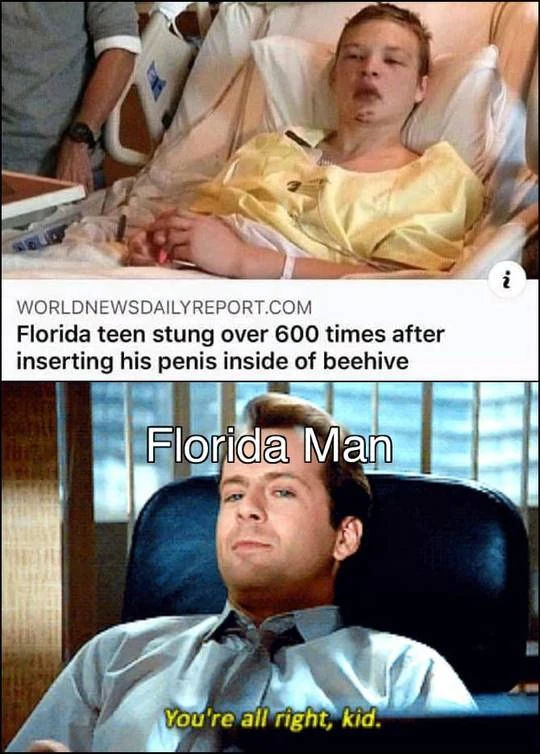 WORLDNEWSDAILYREPORT.COM
Florida teen stung over 600 times after
inserting his penis inside of beehive
Florida Man
You're all right, kid.